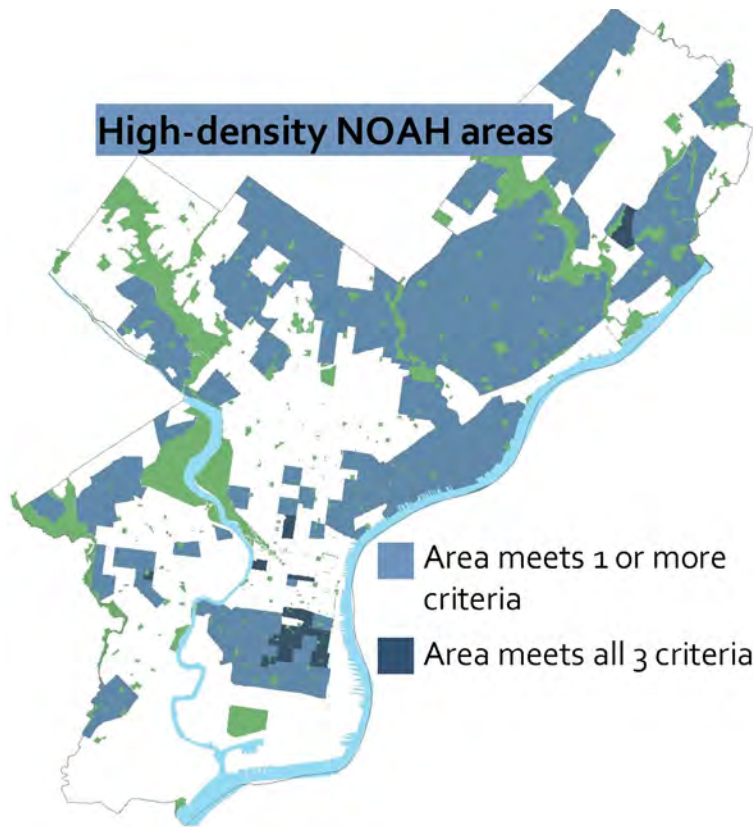 High-density NOAH areas
Area meets 1 or more
criteria
Area meets all 3 criteria